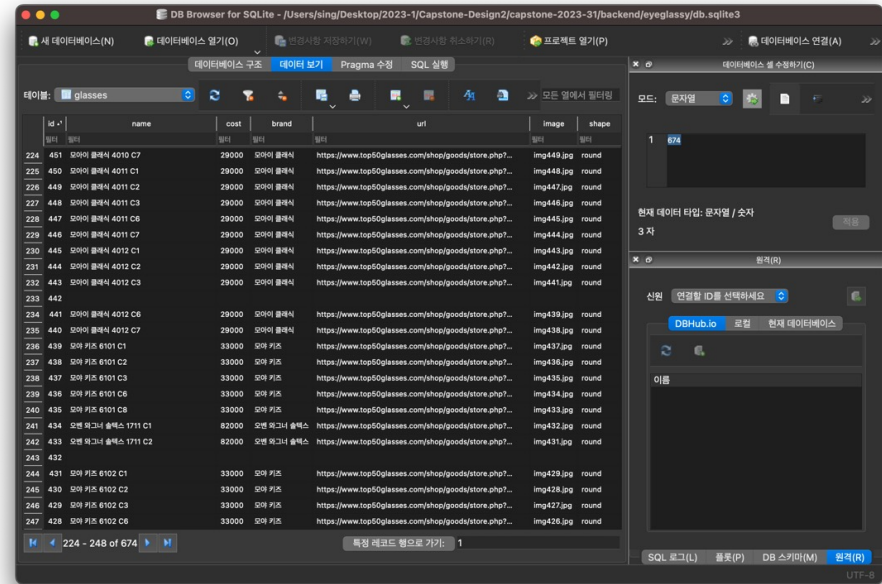 DB Browser for SQLite - /Users/sing/Desktop/2023-1/Capstone-Design2/capstone-2023-31/backend/eyeglassy/db.sqlite3
새 데이터베이스(N) 데이터베이스 열기(O) 변경사항 저장하기(W) 변경사항 취소하기(R) 프로젝트 열기(P) 데이터베이스 연결(A)
데이터베이스 구조 데이터 보기 Pragma 수정 SQL 실행
테이블: glasses 모든 열에서 필터링
id name cost brand url image shape
필터 필터 필터 필터 필터 필터 필터
224 451 모아이 클래식 4010 C7 29000 모아이 클래식 https://www.top50glasses.com/shop/goods/store.php?... img449.jpg round
225 450 모아이 클래식 4011 C1 29000 모아이 클래식 https://www.top50glasses.com/shop/goods/store.php?... img448.jpg round
226 449 모아이 클래식 4011 C2 29000 모아이 클래식 https://www.top50glasses.com/shop/goods/store.php?... img447.jpg round
227 448 모아이 클래식 4011 C3 29000 모아이 클래식 https://www.top50glasses.com/shop/goods/store.php?... img446.jpg round
228 447 모아이 클래식 4011 C6 29000 모아이 클래식 https://www.top50glasses.com/shop/goods/store.php?... img445.jpg round
229 446 모아이 클래식 4011 C7 29000 모아이 클래식 https://www.top50glasses.com/shop/goods/store.php?... img444.jpg round
230 445 모아이 클래식 4012 C1 29000 모아이 클래식 https://www.top50glasses.com/shop/goods/store.php?... img443.jpg round
231 444 모아이 클래식 4012 C2 29000 모아이 클래식 https://www.top50glasses.com/shop/goods/store.php?... img442.jpg round
232 443 모아이 클래식 4012 C3 29000 모아이 클래식 https://www.top50glasses.com/shop/goods/store.php?... img441.jpg round
233 442
234 441 모아이 클래식 4012 C6 29000 모아이 클래식 https://www.top50glasses.com/shop/goods/store.php?... img439.jpg round
235 440 모아이 클래식 4012 C7 29000 모아이 클래식 https://www.top50glasses.com/shop/goods/store.php?... img438.jpg round
236 439 모야 키즈 6101 C1 33000 모야 키즈 https://www.top50glasses.com/shop/goods/store.php?... img437.jpg round
237 438 모야 키즈 6101 C2 33000 모야 키즈 https://www.top50glasses.com/shop/goods/store.php?... img436.jpg round
238 437 모야 키즈 6101 C3 33000 모야 키즈 https://www.top50glasses.com/shop/goods/store.php?... img435.jpg round
239 436 모야 키즈 6101 C6 33000 모야 키즈 https://www.top50glasses.com/shop/goods/store.php?... img434.jpg round
240 435 모야 키즈 6101 C8 33000 모야 키즈 https://www.top50glasses.com/shop/goods/store.php?... img433.jpg round
241 434 오벤 와그너 솔텍스 1711 C1 82000 오벤 와그너 솔텍스 https://www.top50glasses.com/shop/goods/store.php?... img432.jpg round
242 433 오벤 와그너 솔텍스 1711 C2 82000 오벤 와그너 솔텍스 https://www.top50glasses.com/shop/goods/store.php?... img431.jpg round
243 432
244 431 모야 키즈 6102 C1 33000 모야 키즈 https://www.top50glasses.com/shop/goods/store.php?... img429.jpg round
245 430 모야 키즈 6102 C2 33000 모야 키즈 https://www.top50glasses.com/shop/goods/store.php?... img428.jpg round
246 429 모야 키즈 6102 C3 33000 모야 키즈 https://www.top50glasses.com/shop/goods/store.php?... img427.jpg round
247 428 모야 키즈 6102 C6 33000 모야 키즈 https://www.top50glasses.com/shop/goods/store.php?... img426.jpg round
224 - 248 of 674 특정 레코드 행으로 가기: 1
데이터베이스 셀 수정하기(C)
모드: 문자열
1 674
현재 데이터 타입: 문자열 / 숫자
3 자
적용
원격(R)
신원 연결할 ID를 선택하세요
DBHub.io 로컬 현재 데이터베이스
이름
SQL 로그(L) 플롯(P) DB 스키마(M) 원격(R)
UTF-8